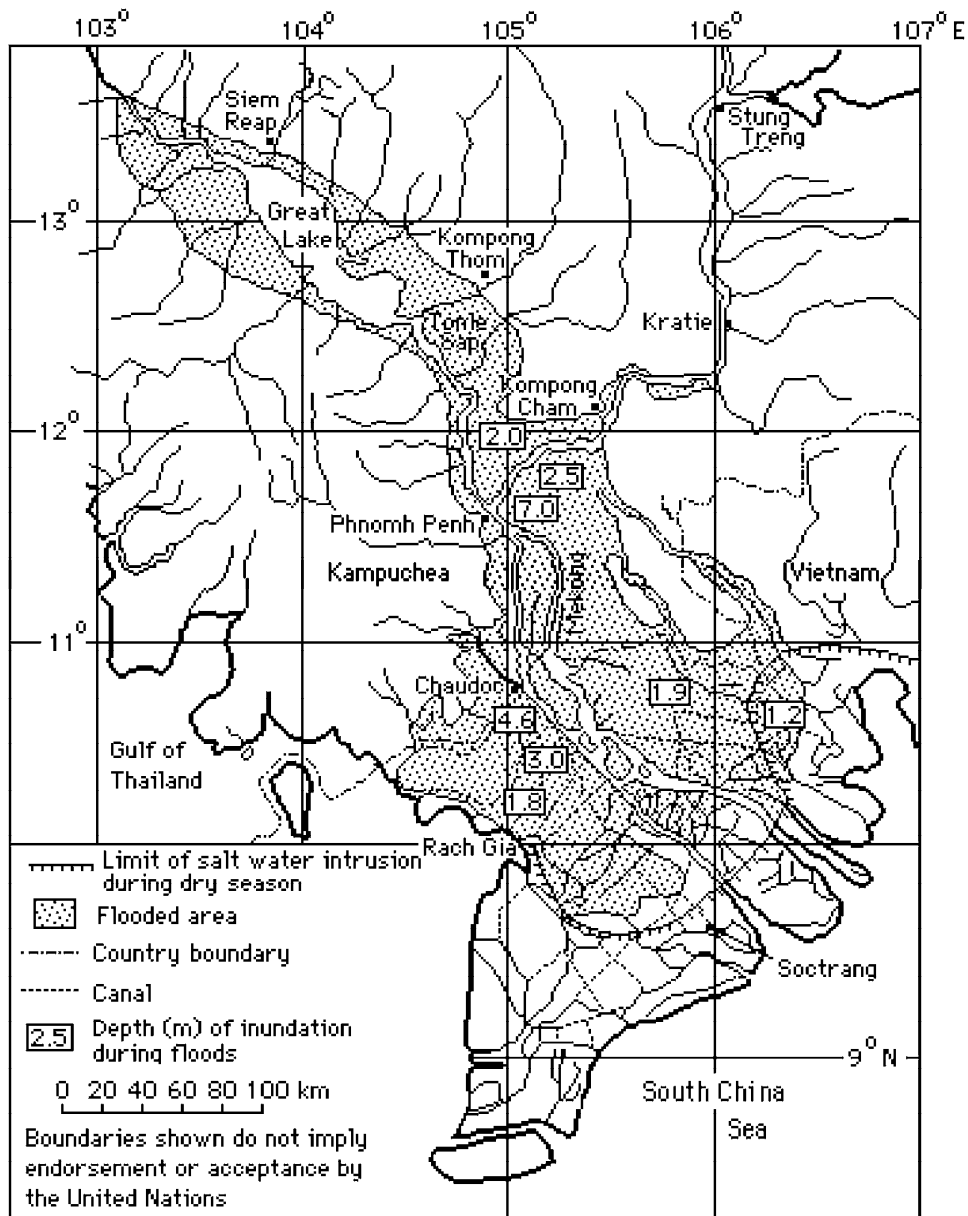 103° 104° 105° 106° 107° E
Siem
Reap
Stung
Treng
13°
Great
Lake
Kompong
Thom
Tonle
Sap
Kratie
Kompong
Cham
12°
2.0
2.5
7.0
Phnomh Penh
Kampuchea
Mekong
Vietnam
11°
Chaudoc
1.9
4.6
1.2
Gulf of
Thailand
3.0
1.8
Rach Gia
Limit of salt water intrusion
during dry season
Flooded area
Country boundary
Soctrang
Canal
2.5 Depth (m) of inundation
during floods
9° N
0 20 40 60 80 100 km
South China
Sea
Boundaries shown do not imply
endorsement or acceptance by
the United Nations